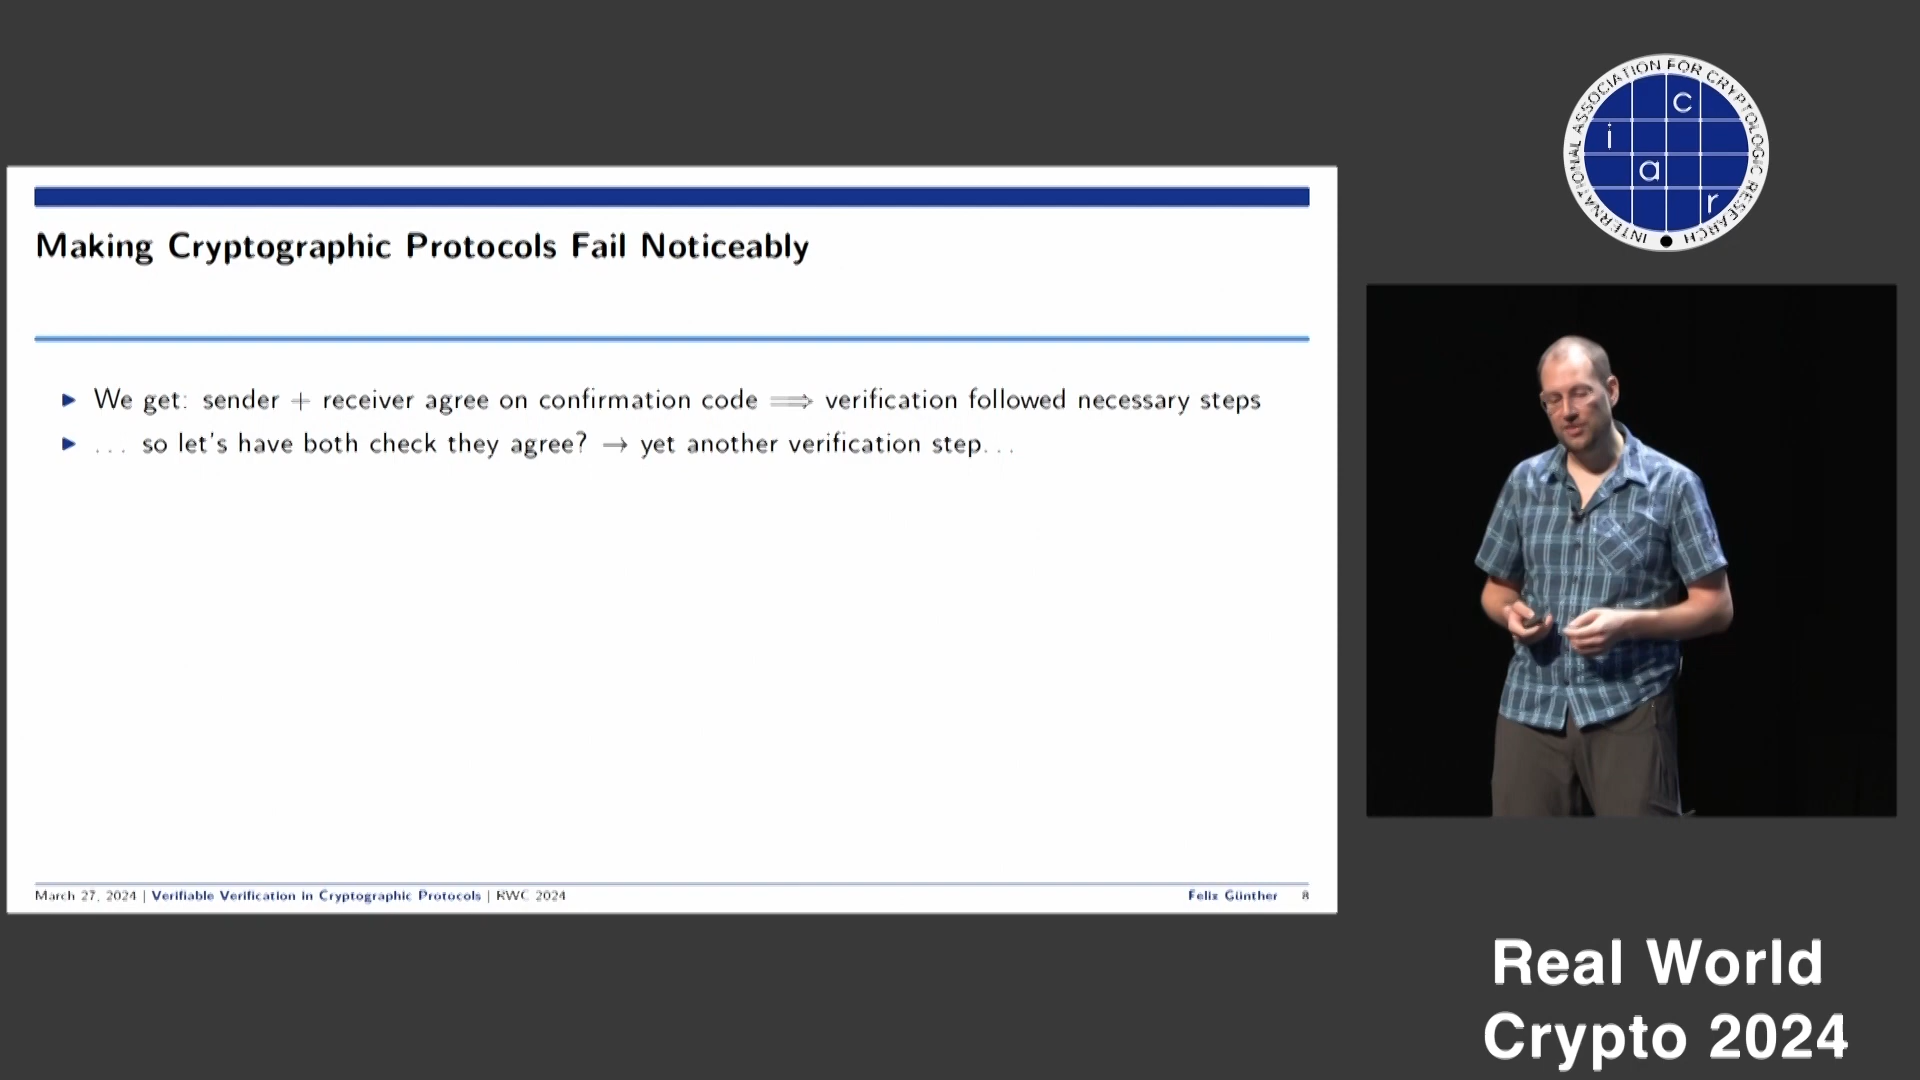 INTERNATIONAL ASSOCIATION FOR CRYPTOLOGIC RESEARCH
c
i
a
r
Making Cryptographic Protocols Fail Noticeably
▶ We get: sender + receiver agree on confirmation code ⟹ verification followed necessary steps
▶ ... so let's have both check they agree? → yet another verification step...
March 27, 2024 | Verifiable Verification in Cryptographic Protocols | RWC 2024
Felix Günther 8
Real World
Crypto 2024